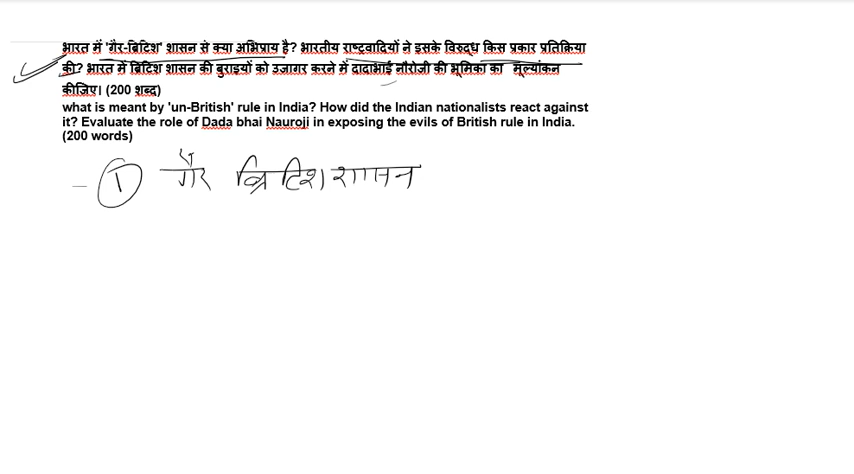 भारत में 'गैर-ब्रिटिश' शासन से क्या अभिप्राय है? भारतीय राष्ट्रवादियों ने इसके विरुद्ध किस प्रकार प्रतिक्रिया
की? भारत में ब्रिटिश शासन की बुराइयों को उजागर करने में दादाभाई नौरोजी की भूमिका का मूल्यांकन
कीजिए। (200 शब्द)
what is meant by 'un-British' rule in India? How did the Indian nationalists react against
it? Evaluate the role of Dada bhai Nauroji in exposing the evils of British rule in India.
(200 words)
- ① गैर ब्रिटिश शासन